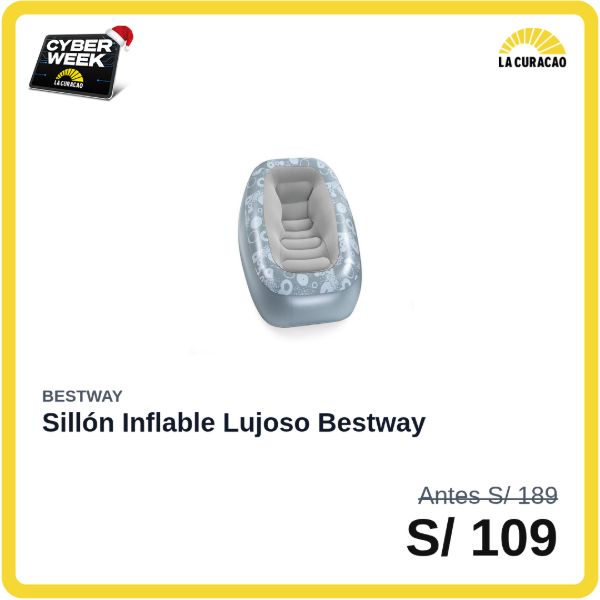 CYBER
WEEK
LA CURACAO
LA CURACAO
BESTWAY
Sillón Inflable Lujoso Bestway
Antes S/ 189
S/ 109